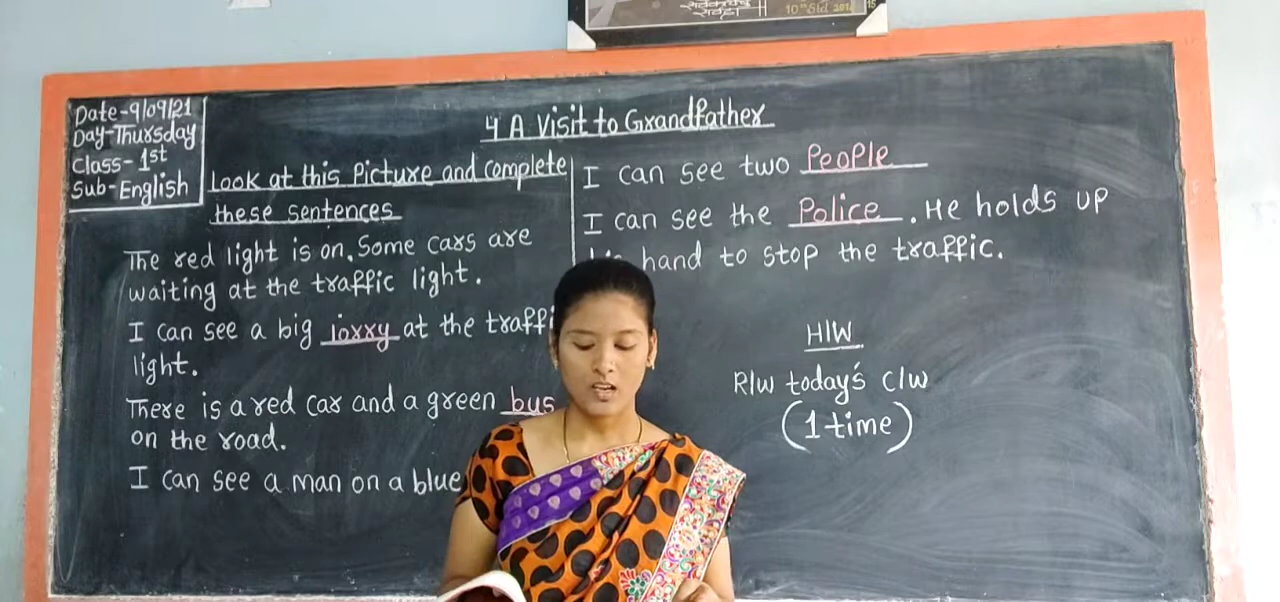 10th Std 201 15
Date-9/09/21
Day-Thursday
Class-1st
Sub-English
4 A Visit to Grandfather
Look at this Picture and complete
these sentences
The red light is on. Some cars are
waiting at the traffic light.
I can see a big lorry at the traffi
light.
There is a red car and a green bus
on the road.
I can see a man on a blue
I can see two People
I can see the Police. He holds up
hand to stop the traffic.
H/W
R/w today's c/w
(1 time)